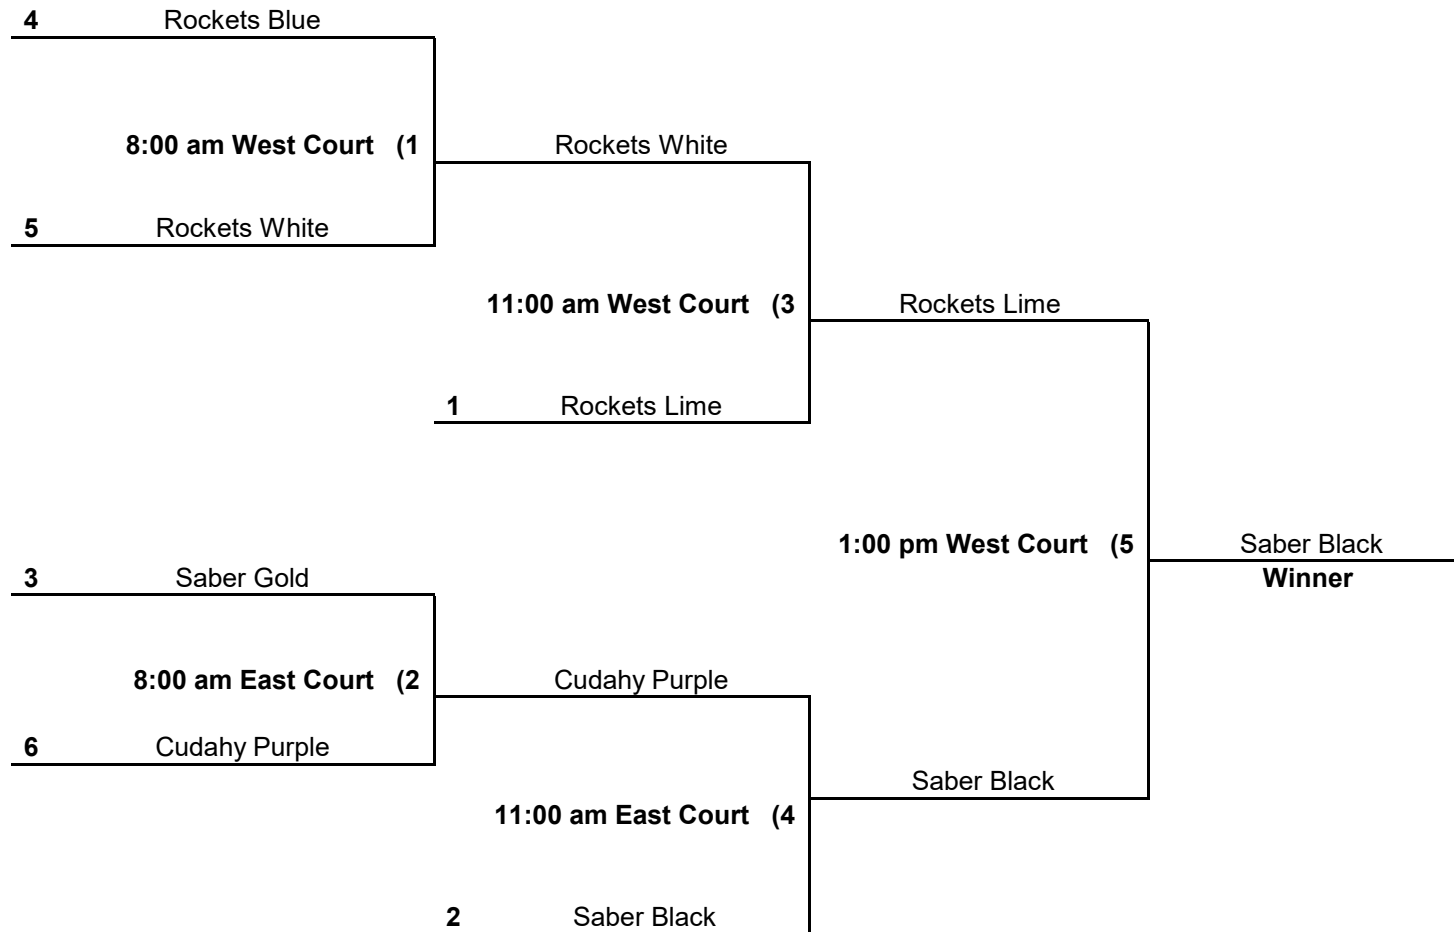 4 Rockets Blue
8:00 am West Court (1
Rockets White
5 Rockets White
11:00 am West Court (3
Rockets Lime
1 Rockets Lime
1:00 pm West Court (5
Saber Black
Winner
3 Saber Gold
8:00 am East Court (2
Cudahy Purple
6 Cudahy Purple
Saber Black
11:00 am East Court (4
2 Saber Black